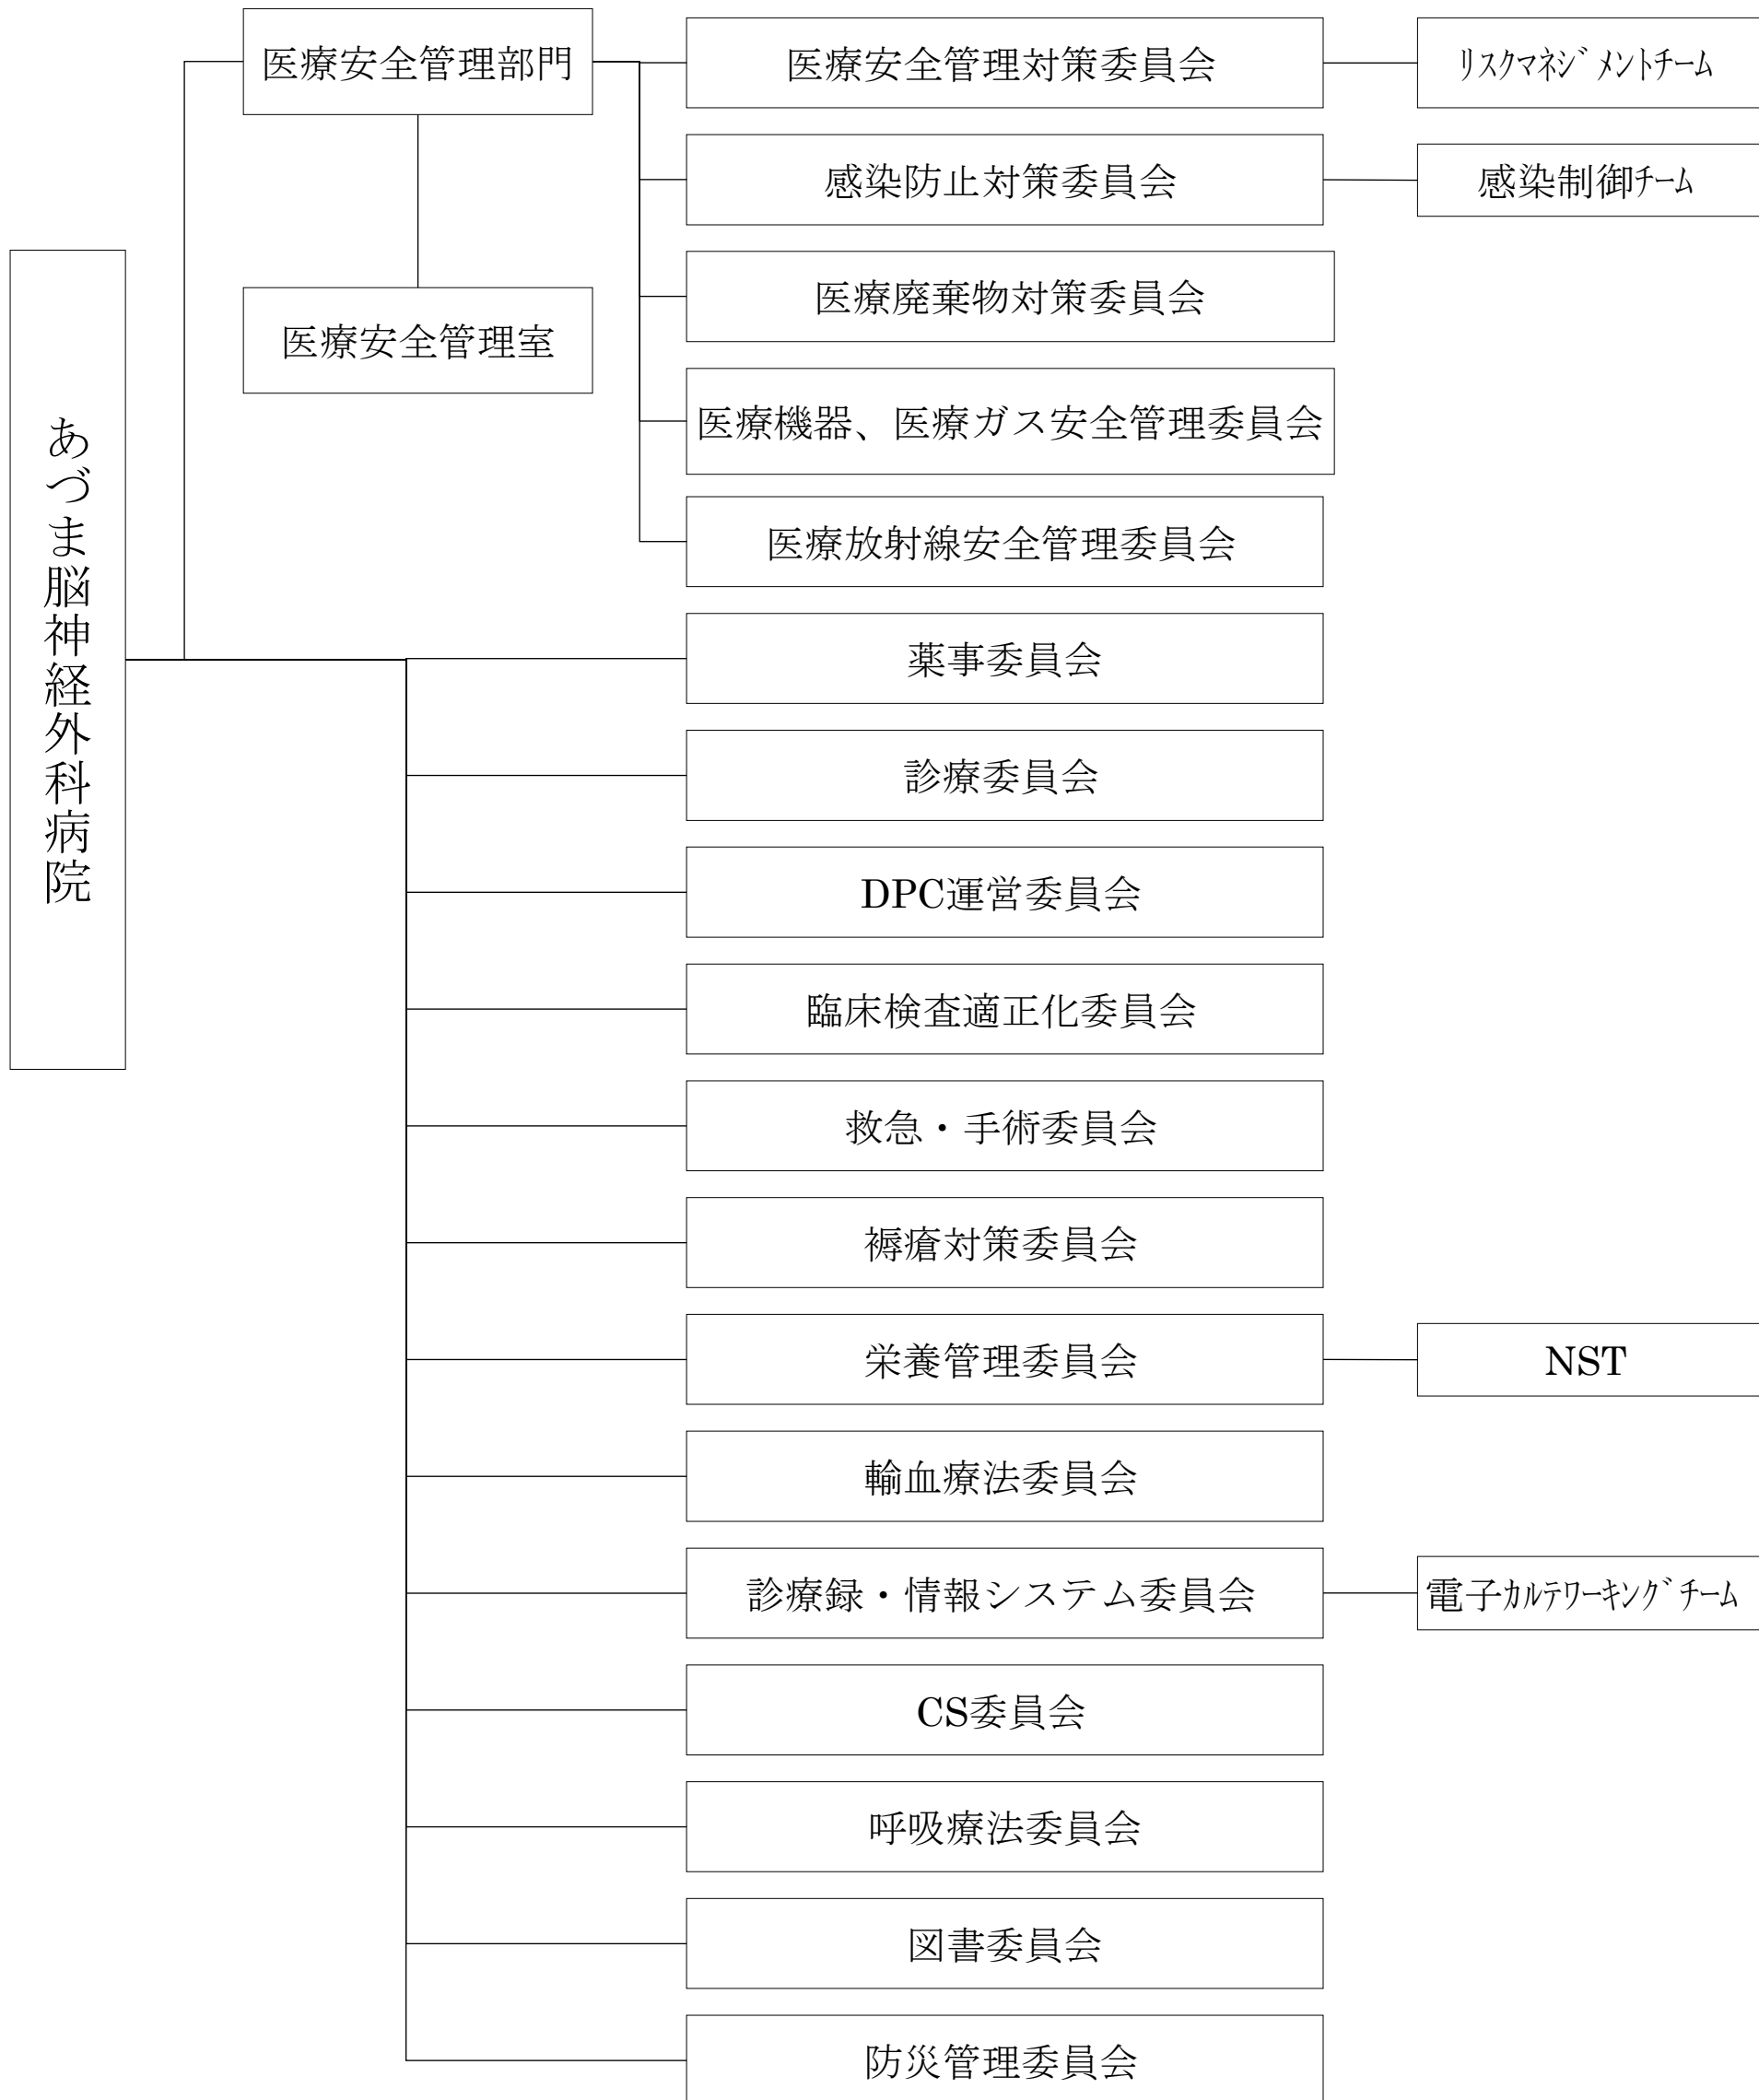 医療安全管理部門
医療安全管理対策委員会
ﾘｽｸﾏﾈｼﾞﾒﾝﾄﾁｰﾑ
感染防止対策委員会
感染制御ﾁｰﾑ
医療廃棄物対策委員会
医療安全管理室
医療機器、医療ガス安全管理委員会
医療放射線安全管理委員会
あづま脳神経外科病院
薬事委員会
診療委員会
DPC運営委員会
臨床検査適正化委員会
救急・手術委員会
褥瘡対策委員会
栄養管理委員会
NST
輸血療法委員会
診療録・情報システム委員会
電子ｶﾙﾃﾜｰｷﾝｸﾞﾁｰﾑ
CS委員会
呼吸療法委員会
図書委員会
防災管理委員会